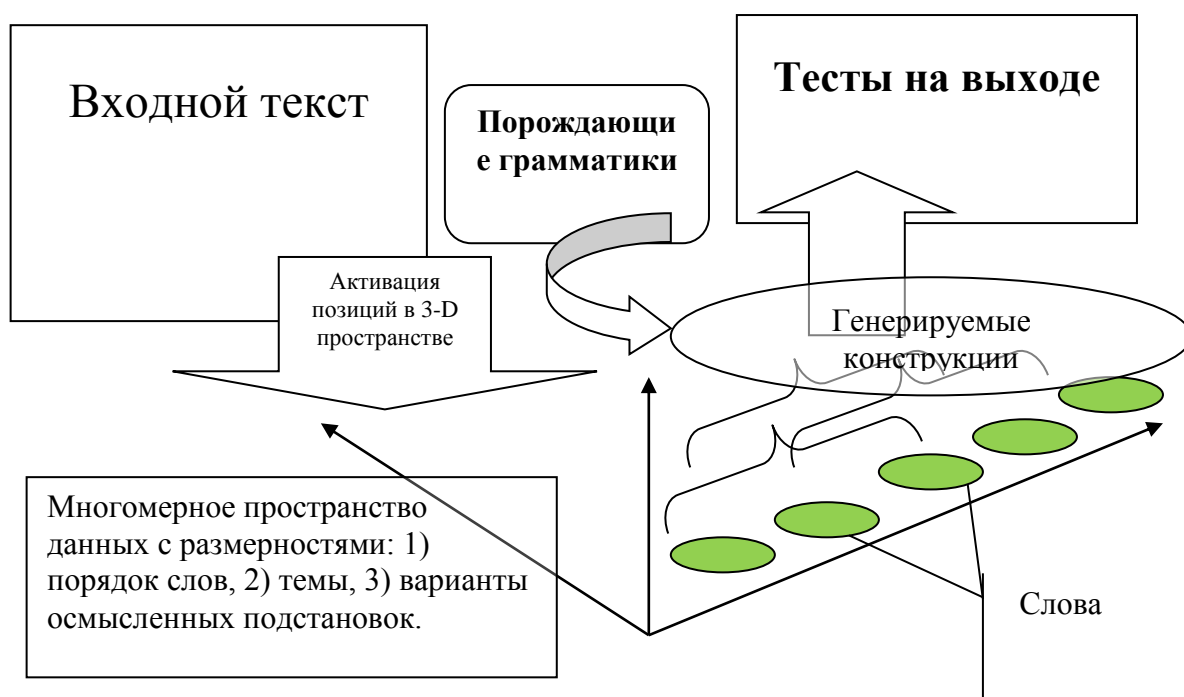 Входной текст
Порождающи
е грамматики
Тесты на выходе
Активация
позиций в 3-D
пространстве
Генерируемые
конструкции
Многомерное пространство
данных с размерностями: 1)
порядок слов, 2) темы, 3) варианты
осмысленных подстановок.
Слова